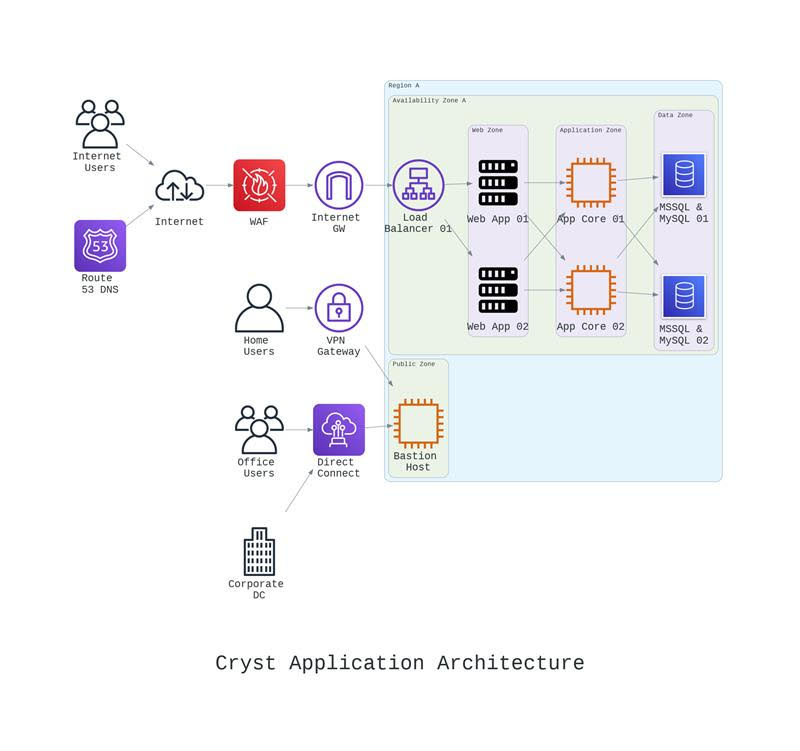 Region A
Availability Zone A
Internet
Users
Internet
Route
53 DNS
53
WAF
Internet
GW
Load
Balancer 01
Web Zone
Web App 01
Web App 02
Application Zone
App Core 01
App Core 02
Data Zone
MSSQL &
MySQL 01
MSSQL &
MySQL 02
Home
Users
VPN
Gateway
Public Zone
Bastion
Host
Office
Users
Direct
Connect
Corporate
DC
Cryst Application Architecture